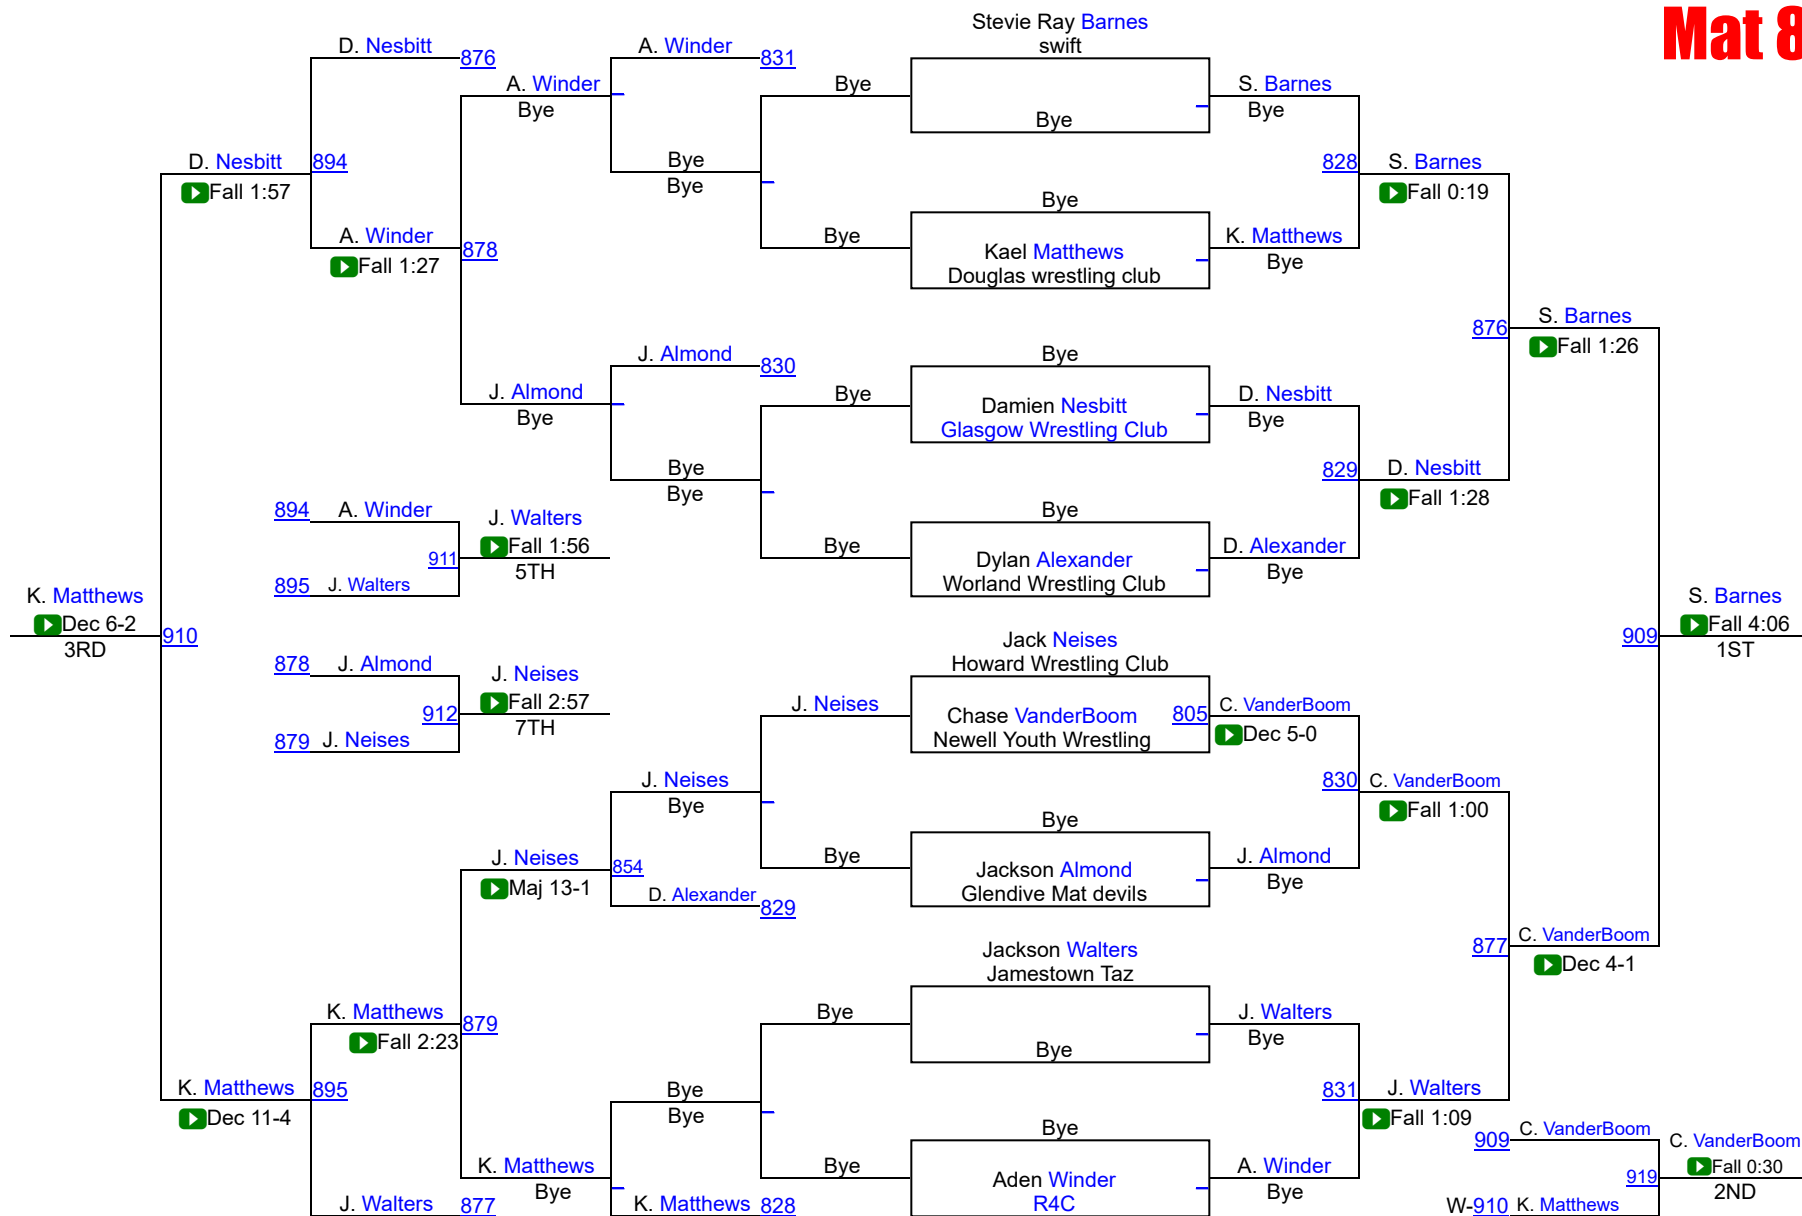 Mat 8
Stevie Ray Barnes
swift
Bye
Bye
Kael Matthews
Douglas wrestling club
Bye
Damien Nesbitt
Glasgow Wrestling Club
Bye
Dylan Alexander
Worland Wrestling Club
Jack Neises
Howard Wrestling Club
Chase VanderBoom
Newell Youth Wrestling
805
Bye
Jackson Almond
Glendive Mat devils
Jackson Walters
Jamestown Taz
Bye
Bye
Aden Winder
R4C
S. Barnes
Bye
K. Matthews
Bye
D. Nesbitt
Bye
D. Alexander
Bye
C. VanderBoom
Dec 5-0
J. Almond
Bye
J. Walters
Bye
A. Winder
Bye
828
S. Barnes
Fall 0:19
829
D. Nesbitt
Fall 1:28
830
C. VanderBoom
Fall 1:00
831
J. Walters
Fall 1:09
876
S. Barnes
Fall 1:26
877
C. VanderBoom
Dec 4-1
909
S. Barnes
Fall 4:06
1ST
909
C. VanderBoom
W-910
K. Matthews
919
C. VanderBoom
Fall 0:30
2ND
Bye
Bye
Bye
Bye
J. Neises
Bye
Bye
Bye
A. Winder
831
Bye
Bye
J. Almond
830
Bye
Bye
J. Neises
Bye
D. Alexander
829
Bye
Bye
K. Matthews
828
A. Winder
Bye
J. Almond
Bye
J. Neises
Maj 13-1
854
K. Matthews
Bye
D. Nesbitt
876
A. Winder
Fall 1:27
878
K. Matthews
Fall 2:23
879
J. Walters
877
D. Nesbitt
Fall 1:57
894
K. Matthews
Dec 11-4
895
K. Matthews
Dec 6-2
3RD
910
894
A. Winder
895
J. Walters
911
J. Walters
Fall 1:56
5TH
878
J. Almond
879
J. Neises
912
J. Neises
Fall 2:57
7TH